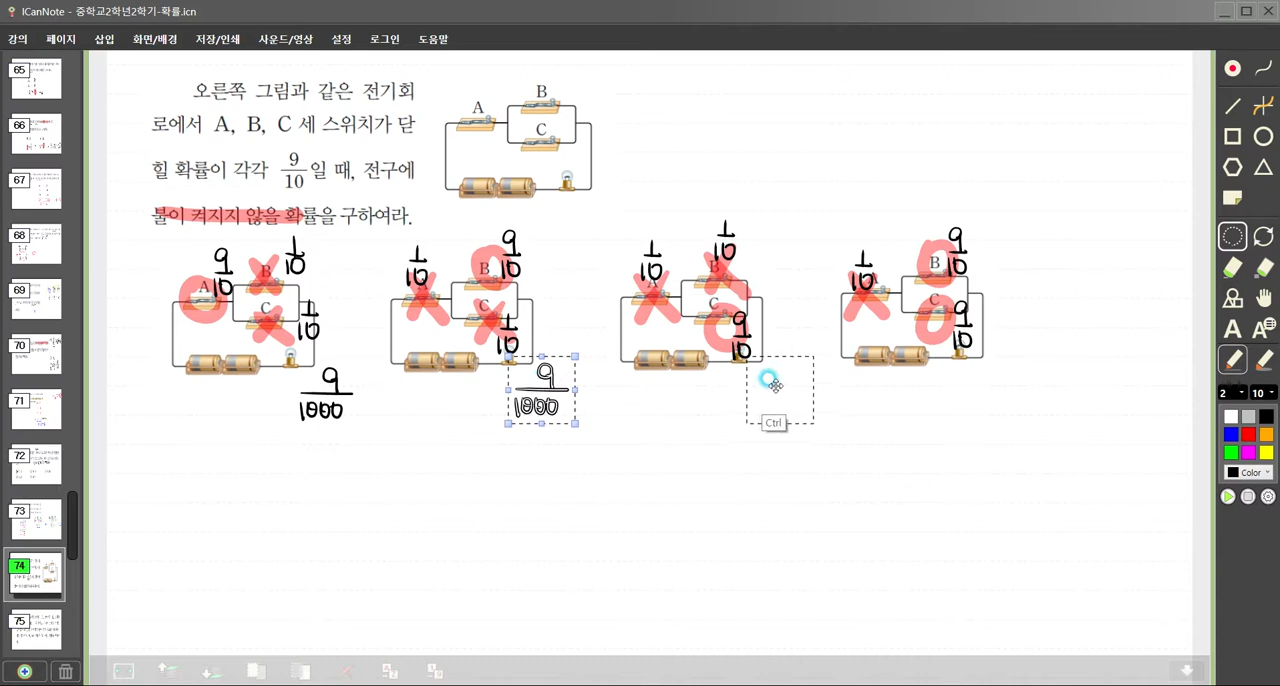 ICanNote - 중학교2학년2학기-확률.icn
강의 페이지 삽입 화면/배경 저장/인쇄 사운드/영상 설정 로그인 도움말
65
66
67
68
69
70
71
72
73
74
75
오른쪽 그림과 같은 전기회
로에서 A, B, C 세 스위치가 닫
힐 확률이 각각 9/10일 때, 전구에
불이 켜지지 않을 확률을 구하여라.
A B C
A 9/10 B 1/10 C 1/10
9/1000
A 1/10 B 9/10 C 1/10
9/1000
A 1/10 B 1/10 C 9/10
Ctrl
A 1/10 B 9/10 C 9/10
2 10
Color